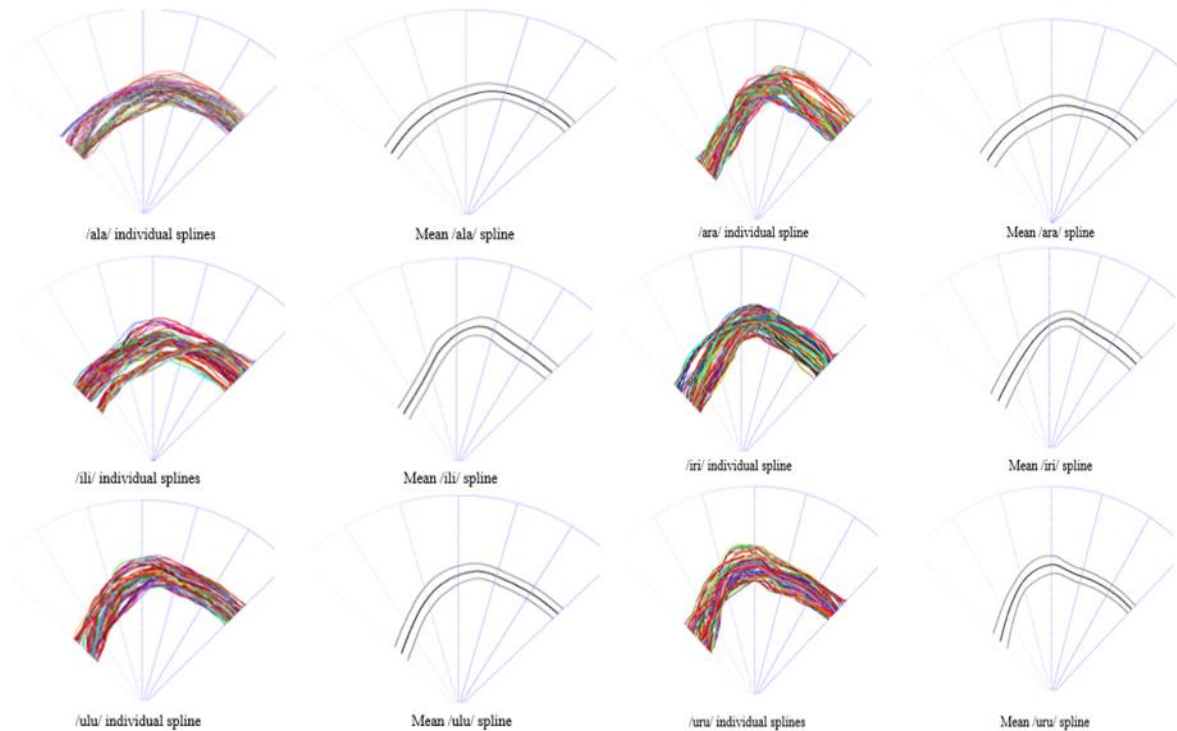 /ala/ individual splines
Mean /ala/ spline
/ara/ individual spline
Mean /ara/ spline
/ili/ individual splines
Mean /ili/ spline
/iri/ individual spline
Mean /iri/ spline
/ulu/ individual spline
Mean /ulu/ spline
/uru/ individual splines
Mean /uru/ spline